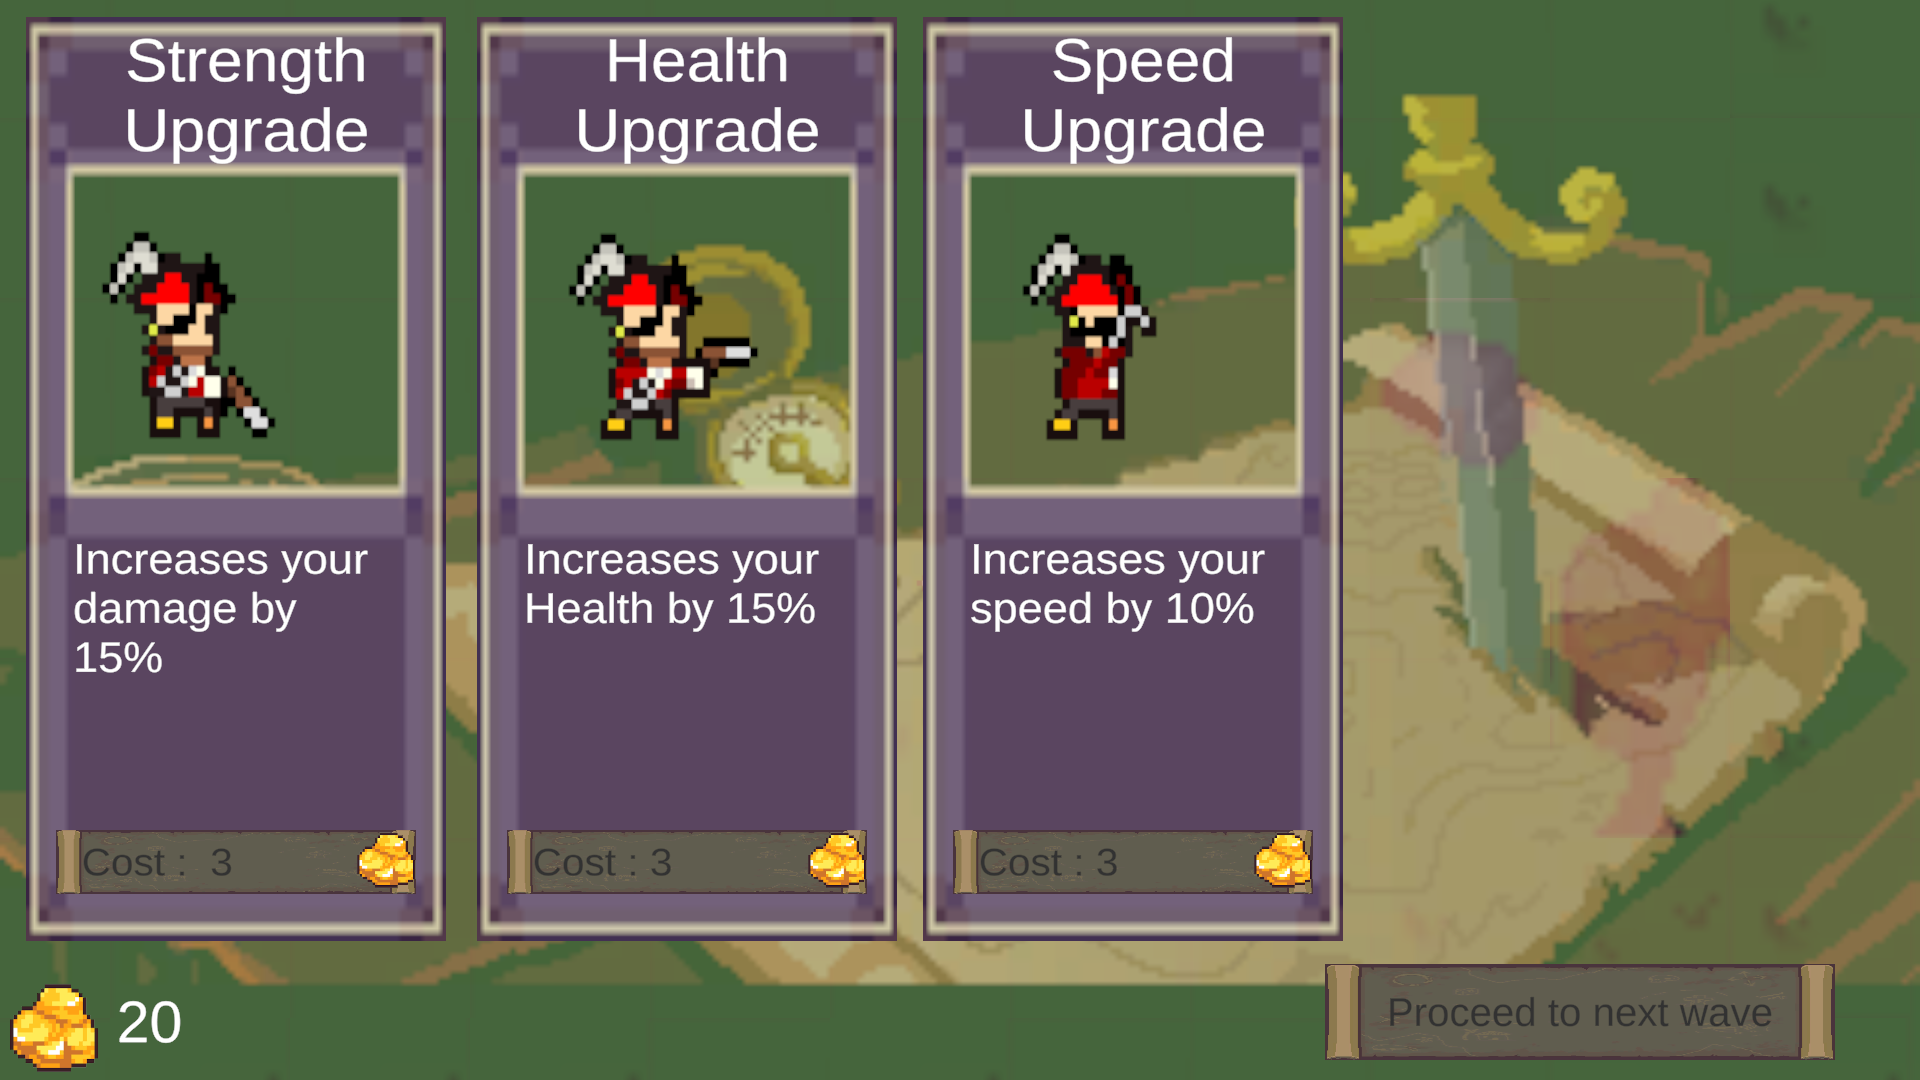 Strength
Upgrade
Increases your
damage by
15%
Cost :  3
Health
Upgrade
Increases your
Health by 15%
Cost : 3
Speed
Upgrade
Increases your
speed by 10%
Cost : 3
20
Proceed to next wave